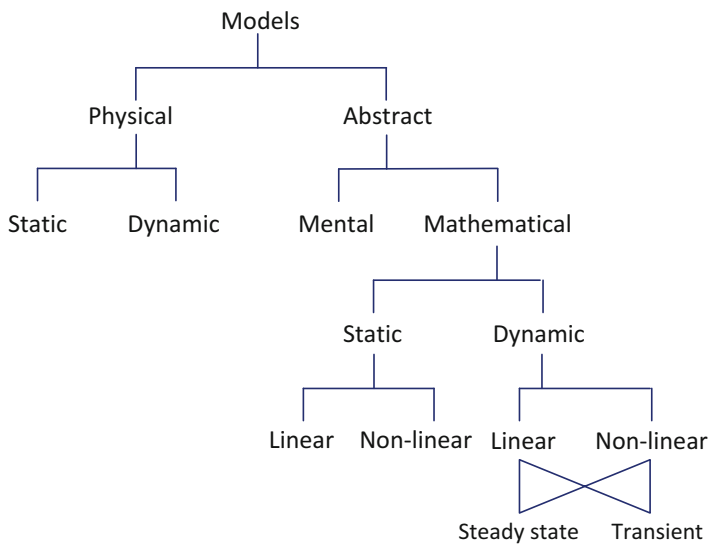 Models
Physical Abstract
Static Dynamic Mental Mathematical
Static Dynamic
Linear Non-linear Linear Non-linear
Steady state Transient